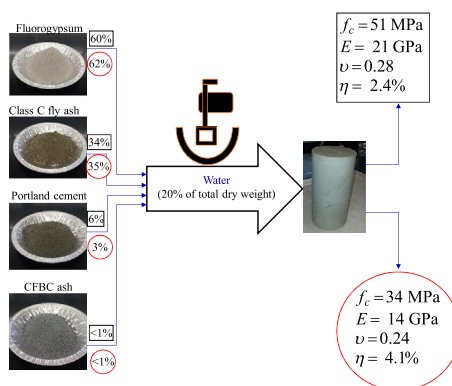 Fluorogypsum
60%
62%
Class C fly ash
34%
35%
Portland cement
6%
3%
CFBC ash
<1%
<1%
Water
(20% of total dry weight)
f_c = 51 MPa
E = 21 GPa
υ = 0.28
η = 2.4%
f_c = 34 MPa
E = 14 GPa
υ = 0.24
η = 4.1%